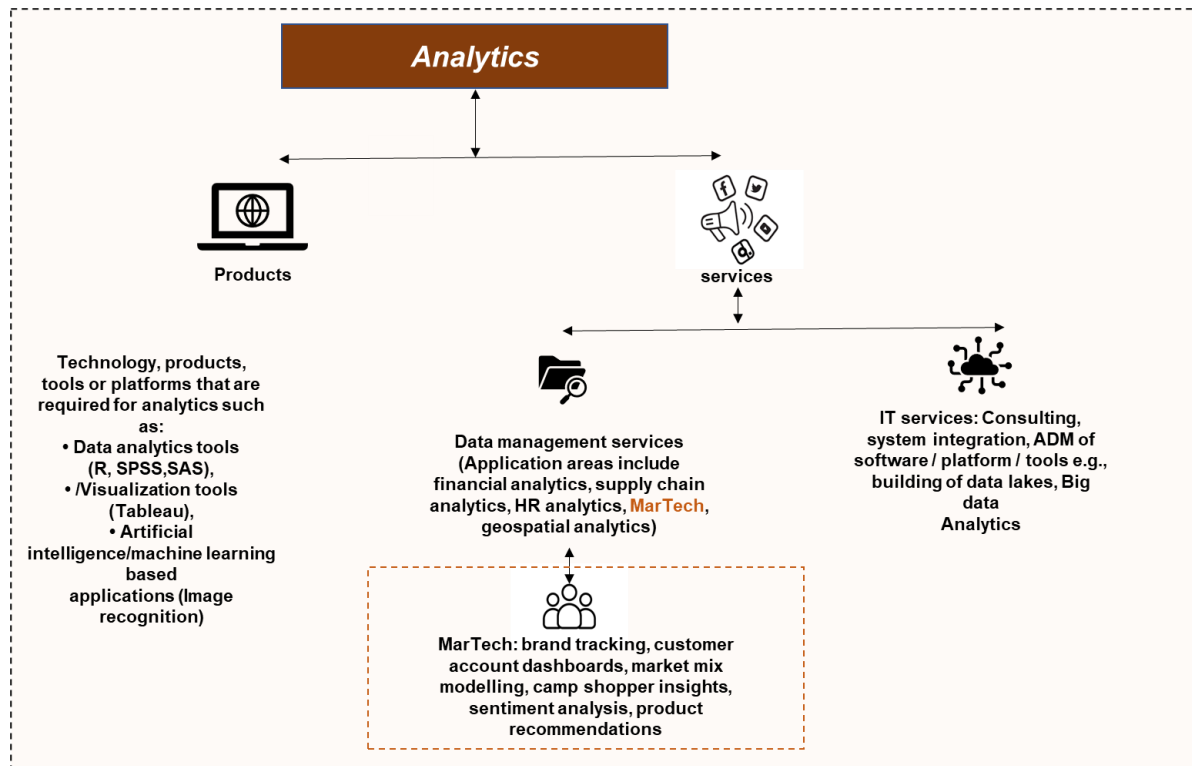 Analytics
Products
services
Technology, products,
tools or platforms that are
required for analytics such
as:
• Data analytics tools
(R, SPSS,SAS),
• /Visualization tools
(Tableau),
• Artificial
intelligence/machine learning
based
applications (Image
recognition)
Data management services
(Application areas include
financial analytics, supply chain
analytics, HR analytics, MarTech,
geospatial analytics)
IT services: Consulting,
system integration, ADM of
software / platform / tools e.g.,
building of data lakes, Big
data
Analytics
MarTech: brand tracking, customer
account dashboards, market mix
modelling, camp shopper insights,
sentiment analysis, product
recommendations